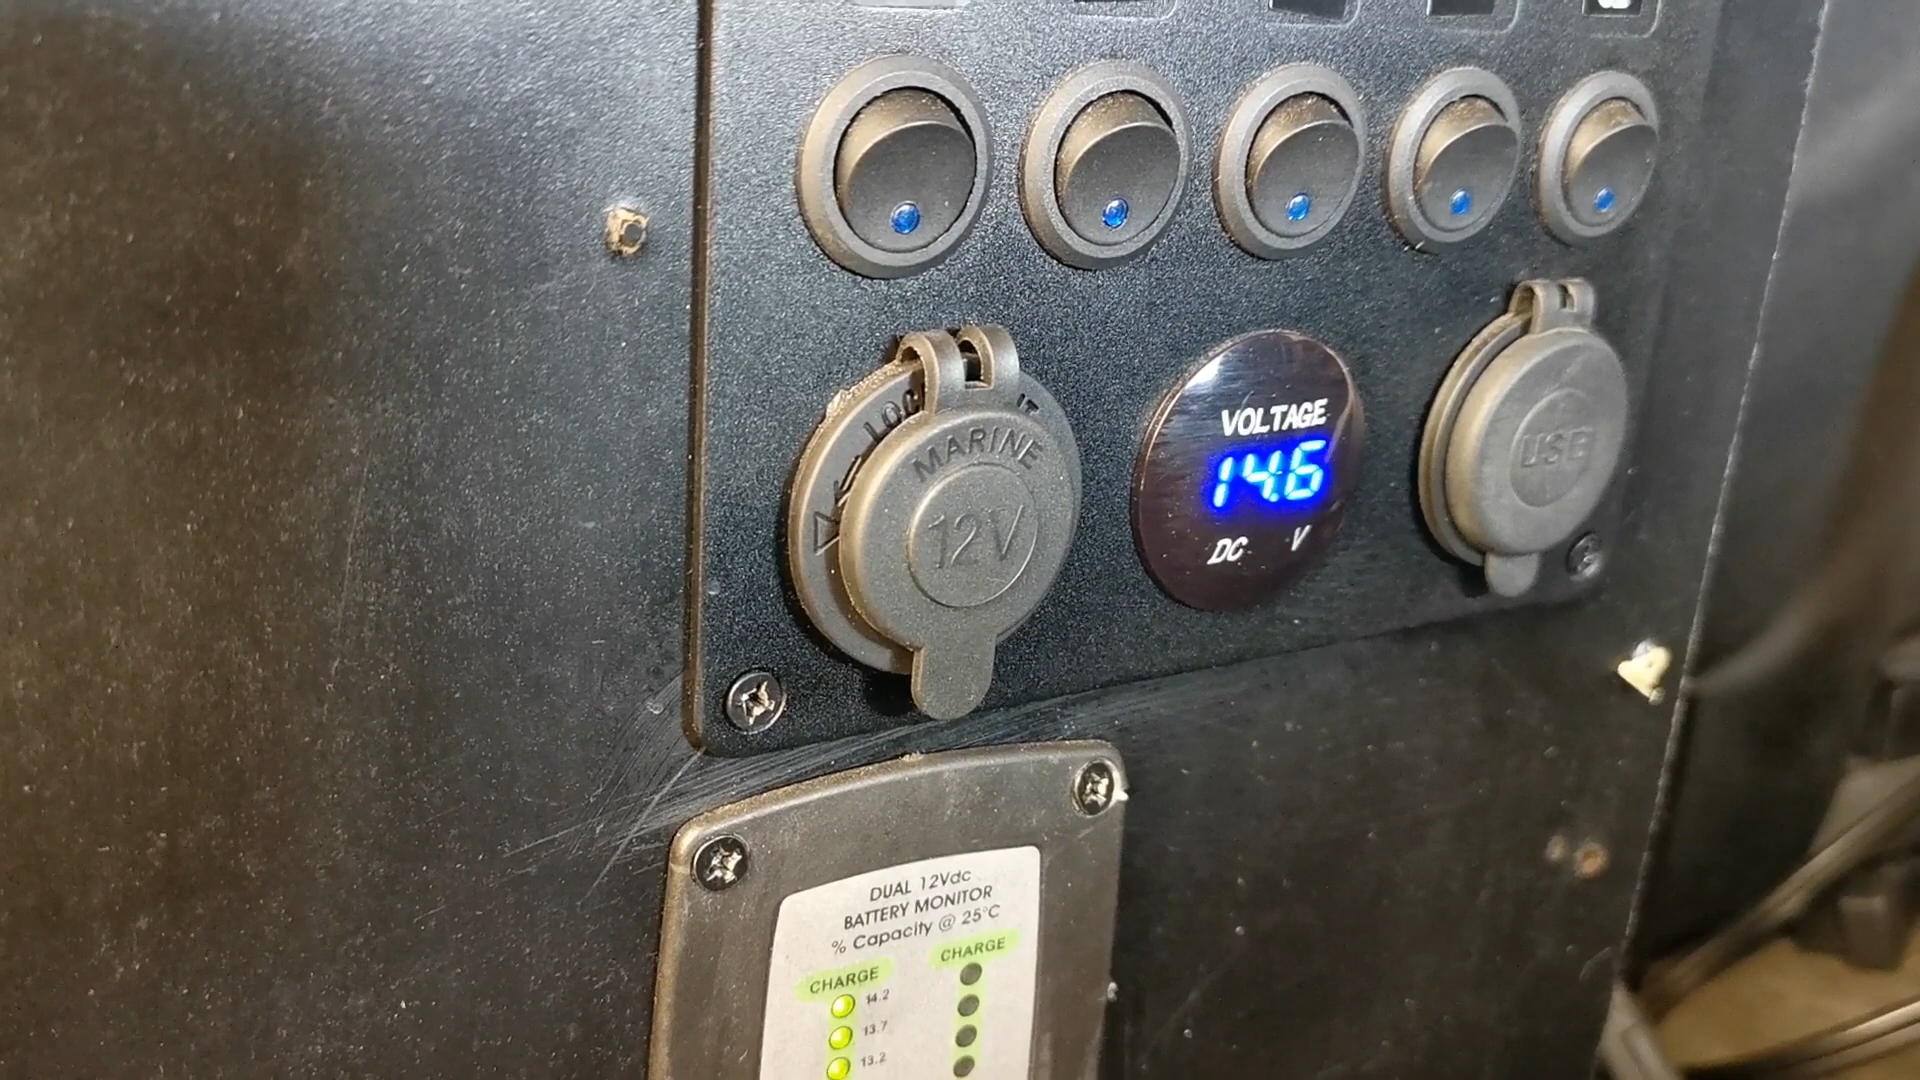 MARINE
12V
VOLTAGE
14.6
DC V
USB
DUAL 12Vdc
BATTERY MONITOR
% Capacity @ 25°C
CHARGE CHARGE
14.2
13.7
13.2